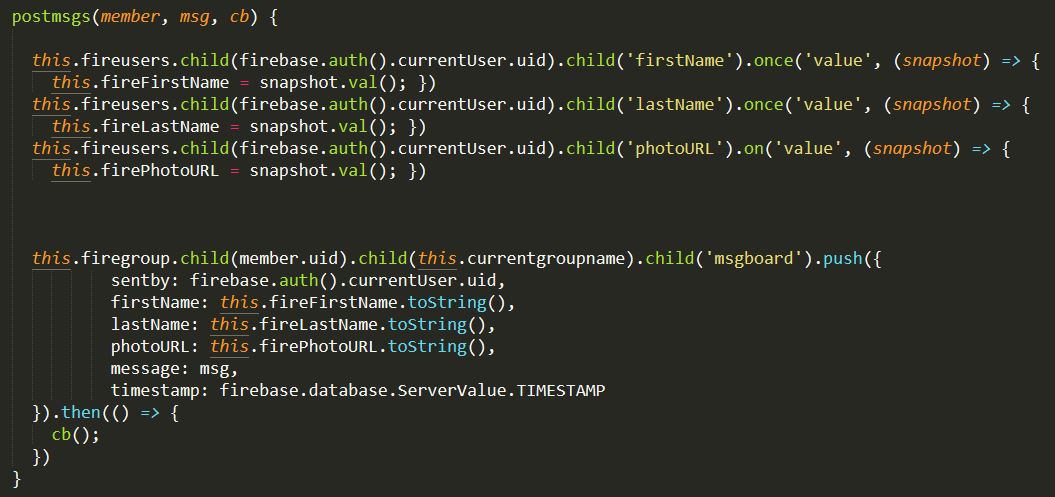 postmsgs(member, msg, cb) {
this.fireusers.child(firebase.auth().currentUser.uid).child('firstName').once('value', (snapshot) => {
this.fireFirstName = snapshot.val(); })
this.fireusers.child(firebase.auth().currentUser.uid).child('lastName').once('value', (snapshot) => {
this.fireLastName = snapshot.val(); })
this.fireusers.child(firebase.auth().currentUser.uid).child('photoURL').on('value', (snapshot) => {
this.firePhotoURL = snapshot.val(); })
this.firegroup.child(member.uid).child(this.currentgroupname).child('msgboard').push({
sentby: firebase.auth().currentUser.uid,
firstName: this.fireFirstName.toString(),
lastName: this.fireLastName.toString(),
photoURL: this.firePhotoURL.toString(),
message: msg,
timestamp: firebase.database.ServerValue.TIMESTAMP
}).then(() => {
cb();
})
}